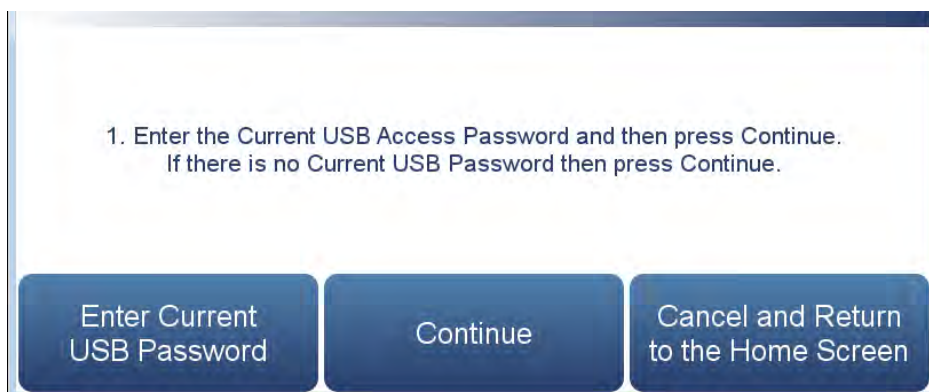 1. Enter the Current USB Access Password and then press Continue.
If there is no Current USB Password then press Continue.
Enter Current
USB Password
Continue
Cancel and Return
to the Home Screen